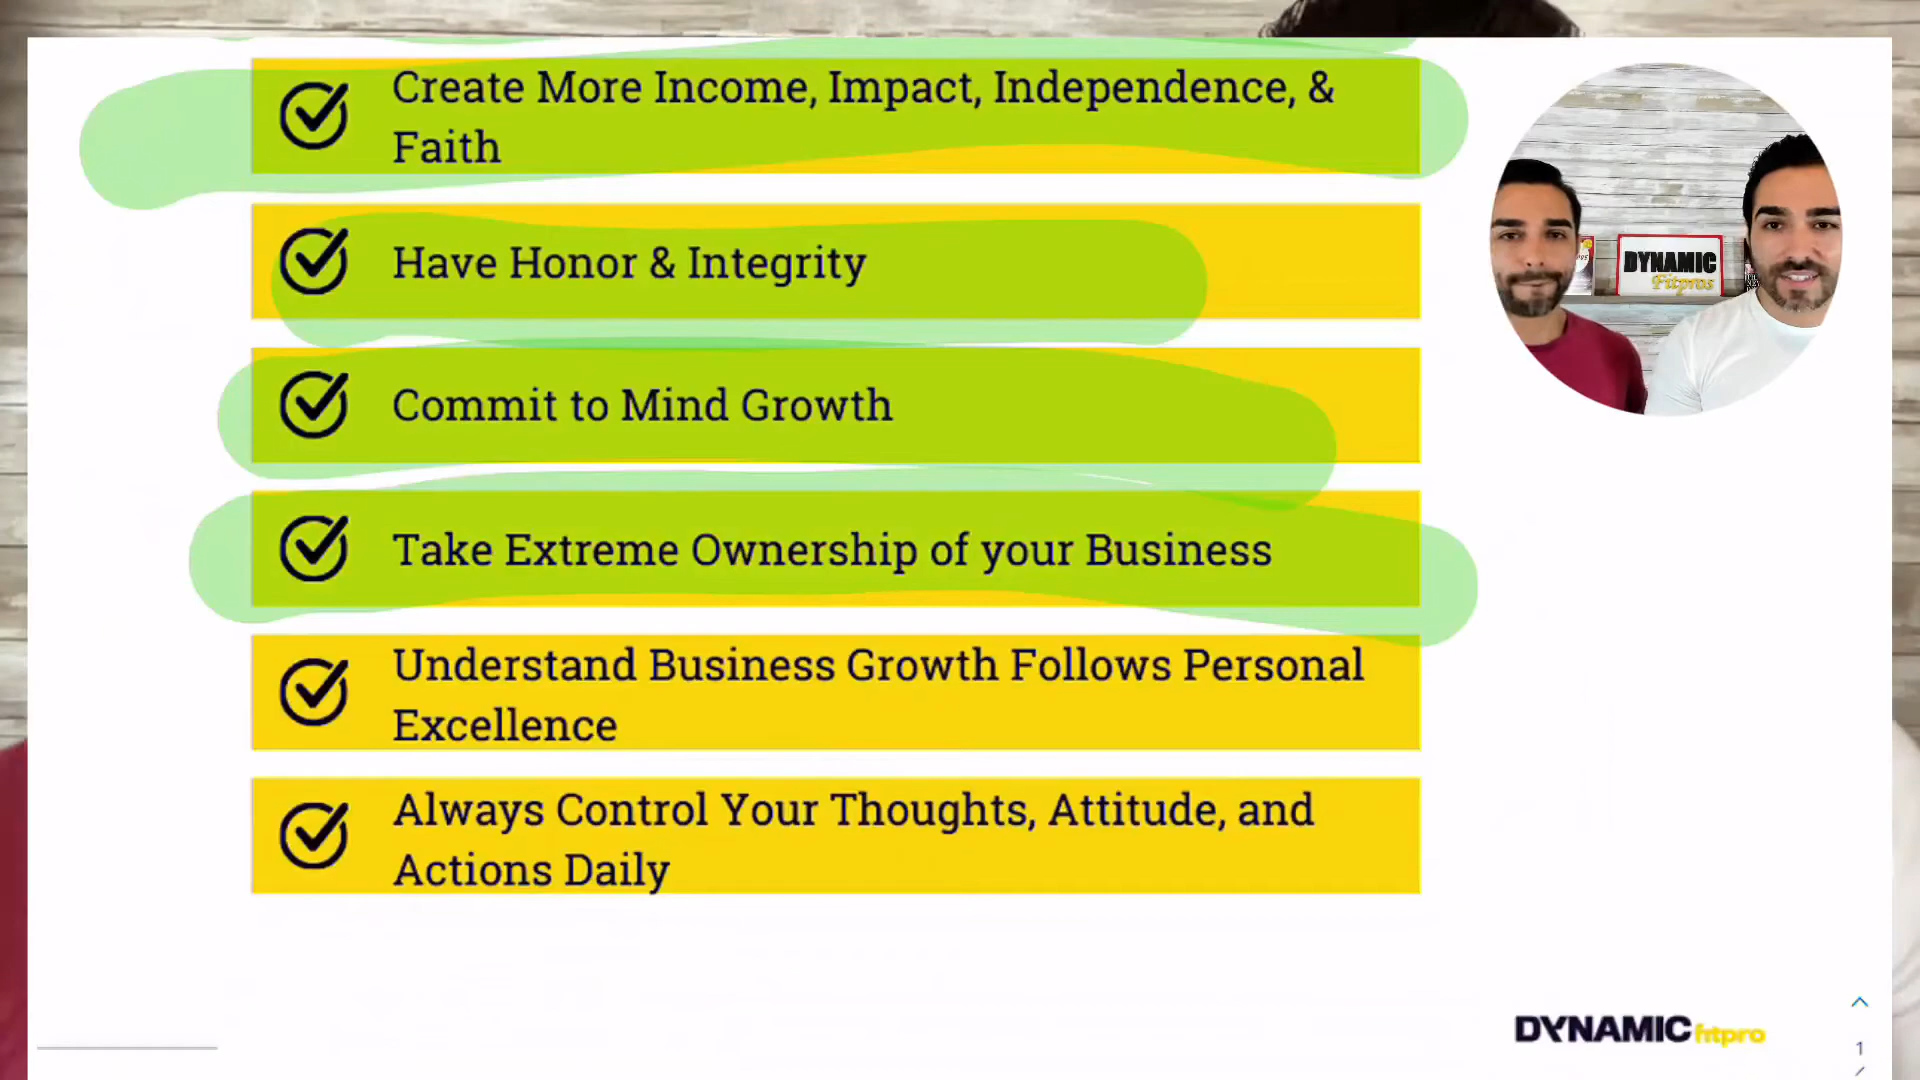 Create More Income, Impact, Independence, &
Faith
Have Honor & Integrity
Commit to Mind Growth
Take Extreme Ownership of your Business
Understand Business Growth Follows Personal
Excellence
Always Control Your Thoughts, Attitude, and
Actions Daily
DYNAMIC
Fitpros
DYNAMIC fitpro
1